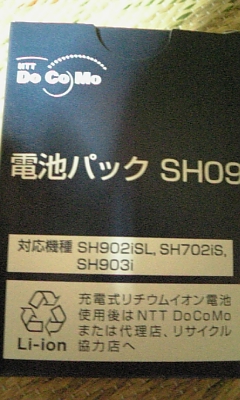 NTT
DoCoMo
電池パック SH09
対応機種 SH902iSL, SH702iS,
SH903i
充電式リチウムイオン電池
使用後はNTT DoCoMo
または代理店、リサイクル
協力店へ
Li-ion